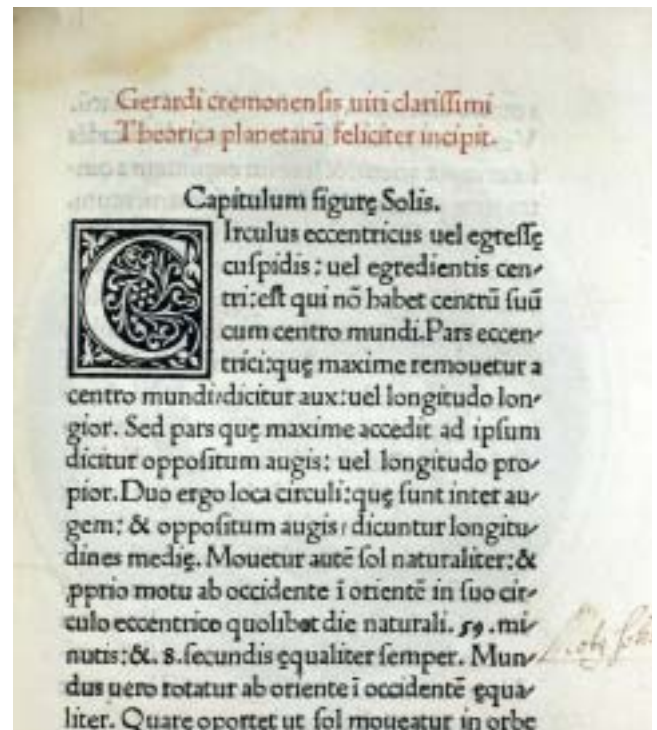 Gerardi cremonensis uiri clarissimi
Theorica planetarū feliciter incipit.
Capitulum figurę Solis.
CIrculus eccentricus uel egressę
cuspidis: uel egredientis cen-
tri: est qui nō habet centrū suū
cum centro mundi. Pars eccen-
trici: quę maxime remouetur a
centro mundi: dicitur aux: uel longitudo lon-
gior. Sed pars quę maxime accedit ad ipsum
dicitur oppositum augis: uel longitudo pro-
pior. Duo ergo loca circuli: quę sunt inter au-
gem: & oppositum augis: dicuntur longitu-
dines medię. Mouetur autē sol naturaliter: &
ꝓprio motu ab occidente ī orientē in suo cir-
culo eccentrico quolibet die naturali. 59. mi-
nutis: &. 8. secundis ęqualiter semper. Mun-
dus uero rotatur ab oriente ī occidentē ęqua-
liter. Quare oportet ut sol moueatur in orbe